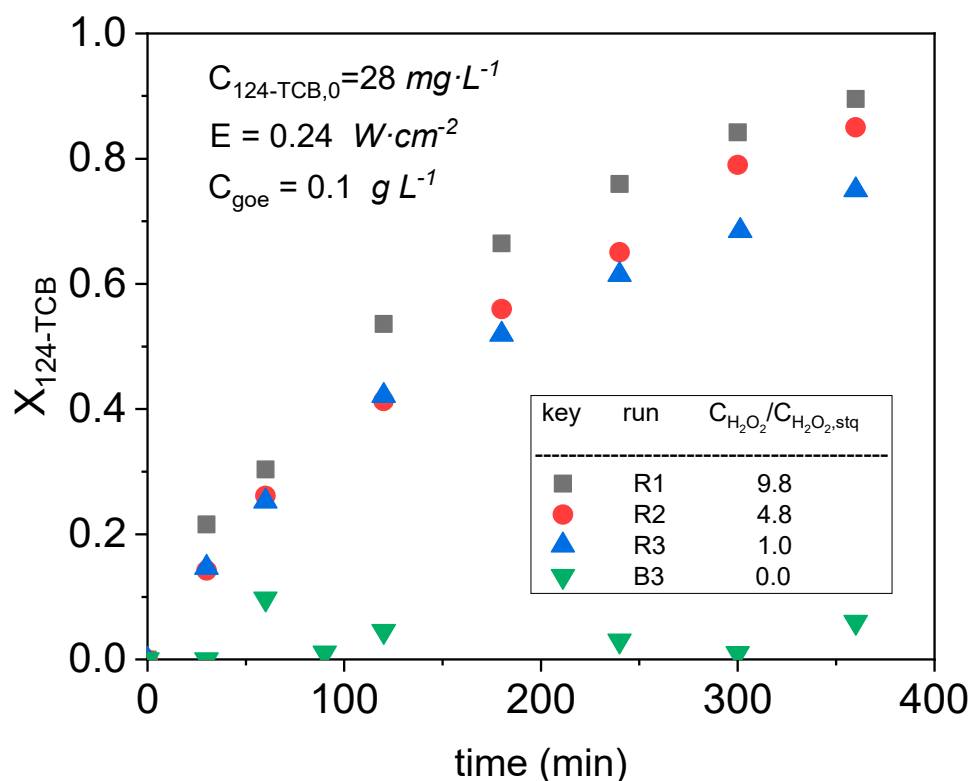 1.0
0.8
0.6
0.4
0.2
0.0
X124-TCB
C124-TCB,0=28 mg·L-1
E = 0.24 W·cm-2
Cgoe = 0.1 g L-1
key run CH2O2/CH2O2,stq
R1 9.8
R2 4.8
R3 1.0
B3 0.0
0 100 200 300 400
time (min)